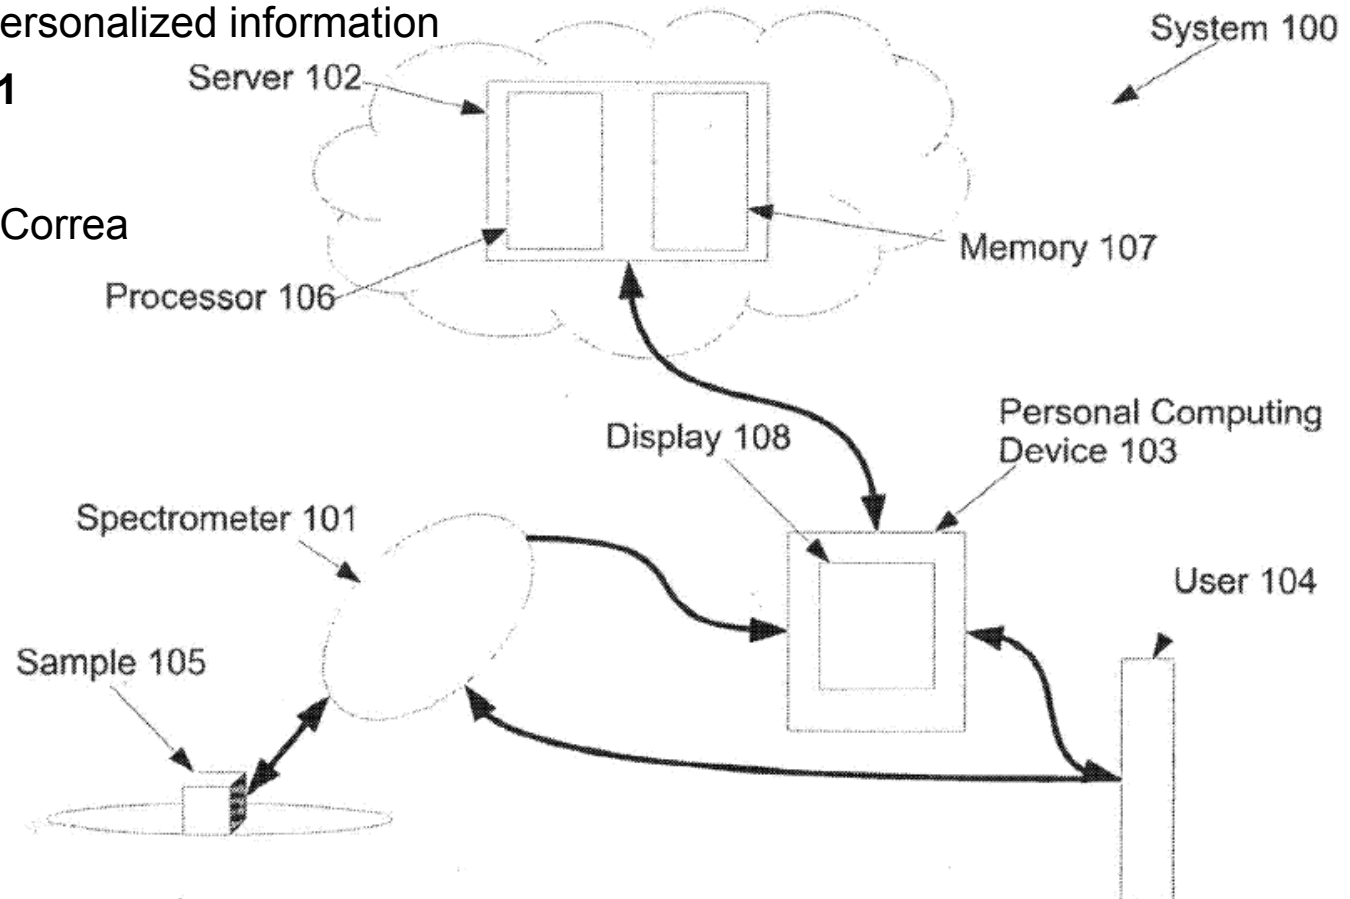 ersonalized information
System 100
Server 102
1
Correa
Memory 107
Processor 106
Personal Computing
Device 103
Display 108
Spectrometer 101
User 104
Sample 105